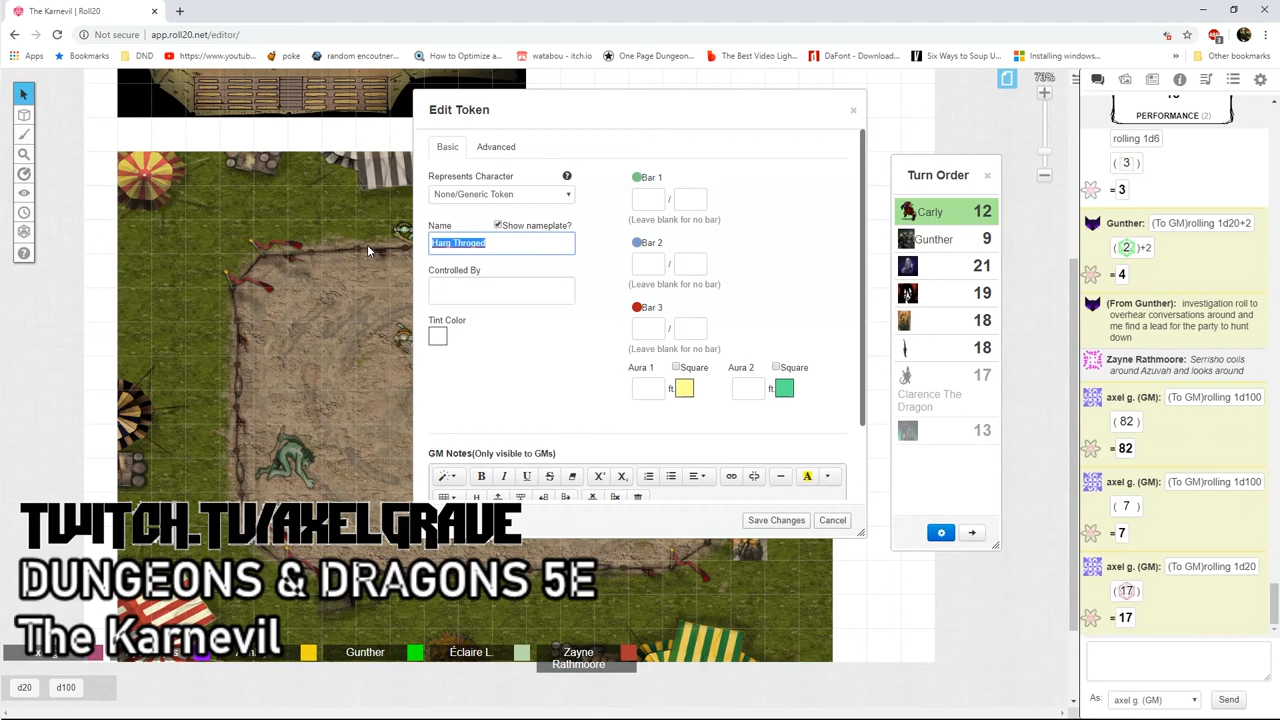 The Karnevil | Roll20
Not secure | app.roll20.net/editor/
Apps
Bookmarks
DND
https://www.youtub...
poke
random encoutner...
How to Optimize a...
watabou - itch.io
One Page Dungeon...
The Best Video Leg...
DaFont - Download...
Six Ways to Soup U...
Installing windows...
Other bookmarks
73%
Edit Token
Basic
Advanced
Represents Character
None/Generic Token
Name
Show nameplate?
Harg Throged
Controlled By
Tint Color
Bar 1
/
(Leave blank for no bar)
Bar 2
/
(Leave blank for no bar)
Bar 3
/
(Leave blank for no bar)
Aura 1
Square
Aura 2
Square
ft.
ft.
GM Notes(Only visible to GMs)
Save Changes
Cancel
Turn Order
Carly 12
Gunther 9
21
19
18
18
17
Clarence The
Dragon
13
PERFORMANCE (2)
rolling 1d6
( 3 )
= 3
Gunther: (To GM)rolling 1d20+2
( 2 )+2
= 4
(From Gunther): investigation roll to
overhear conversations around and
me find a lead for the party to hunt
down
Zayne Rathmoore: Serrisho coils
around Azuvah and looks around
axel g. (GM): (To GM)rolling 1d100
( 82 )
= 82
axel g. (GM): (To GM)rolling 1d100
( 7 )
= 7
axel g. (GM): (To GM)rolling 1d20
( 17 )
= 17
As:
axel g. (GM)
Send
TWITCH.TV/AXELGRAVE
DUNGEONS & DRAGONS 5E
The Karnevil
Gunther
Éclaire L.
Zayne
Rathmoore
d20
d100